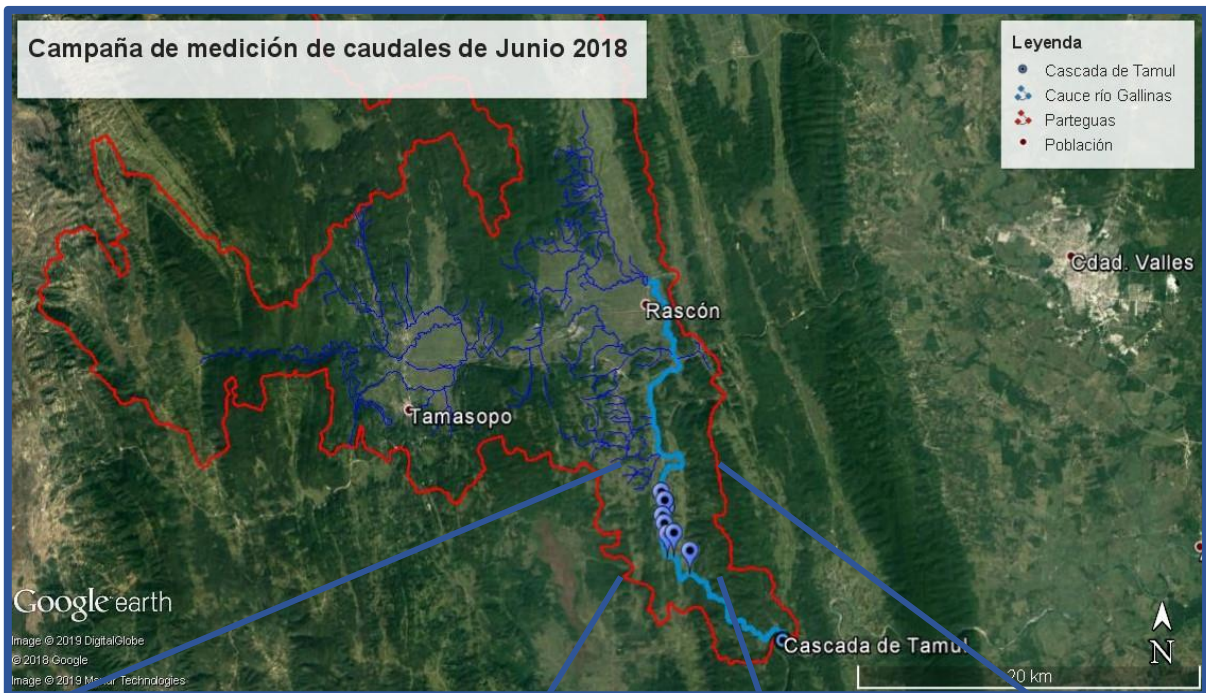 Campaña de medición de caudales de Junio 2018
Leyenda
Cascada de Tamul
Cauce río Gallinas
Parteguas
Población
Cdad. Valles
Rascón
Tamasopo
Cascada de Tamul
Google earth
Image © 2019 DigitalGlobe
© 2018 Google
Image © 2019 Maxar Technologies
N
20 km